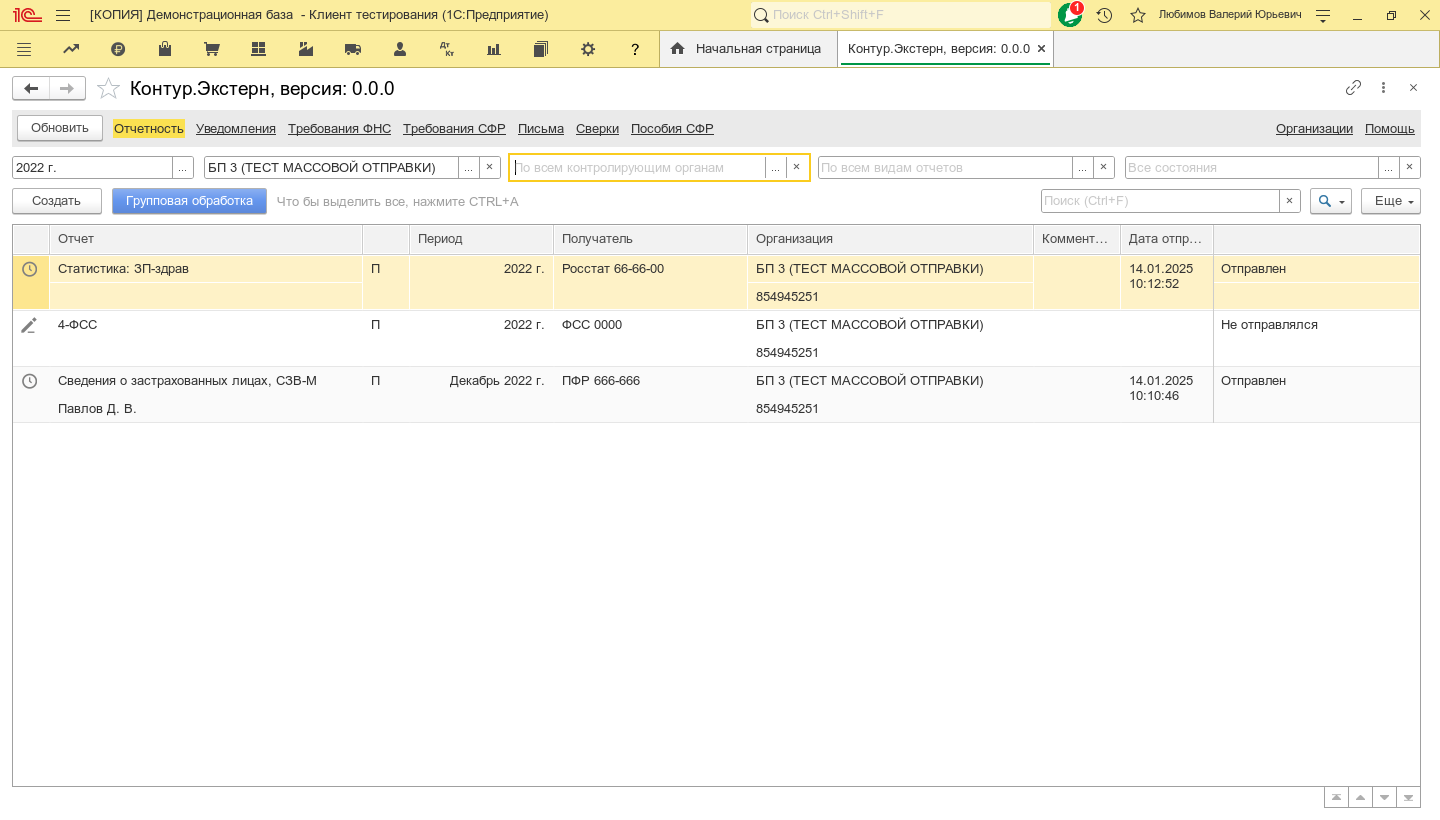 [КОПИЯ] Демонстрационная база - Клиент тестирования (1С:Предприятие)
Поиск Ctrl+Shift+F
1
Любимов Валерий Юрьевич
Дт
Кт
?
Начальная страница
Контур.Экстерн, версия: 0.0.0
Контур.Экстерн, версия: 0.0.0
Обновить
Отчетность
Уведомления
Требования ФНС
Требования СФР
Письма
Сверки
Пособия СФР
Организации
Помощь
2022 г.
...
БП 3 (ТЕСТ МАССОВОЙ ОТПРАВКИ)
...
По всем контролирующим органам
...
По всем видам отчетов
...
Все состояния
...
Создать
Групповая обработка
Что бы выделить все, нажмите CTRL+A
Поиск (Ctrl+F)
Еще
Отчет
Период
Получатель
Организация
Коммент...
Дата отпр...
Статистика: ЗП-здрав
П
2022 г.
Росстат 66-66-00
БП 3 (ТЕСТ МАССОВОЙ ОТПРАВКИ)
14.01.2025
10:12:52
Отправлен
854945251
4-ФСС
П
2022 г.
ФСС 0000
БП 3 (ТЕСТ МАССОВОЙ ОТПРАВКИ)
Не отправлялся
854945251
Сведения о застрахованных лицах, СЗВ-М
П
Декабрь 2022 г.
ПФР 666-666
БП 3 (ТЕСТ МАССОВОЙ ОТПРАВКИ)
14.01.2025
10:10:46
Отправлен
Павлов Д. В.
854945251